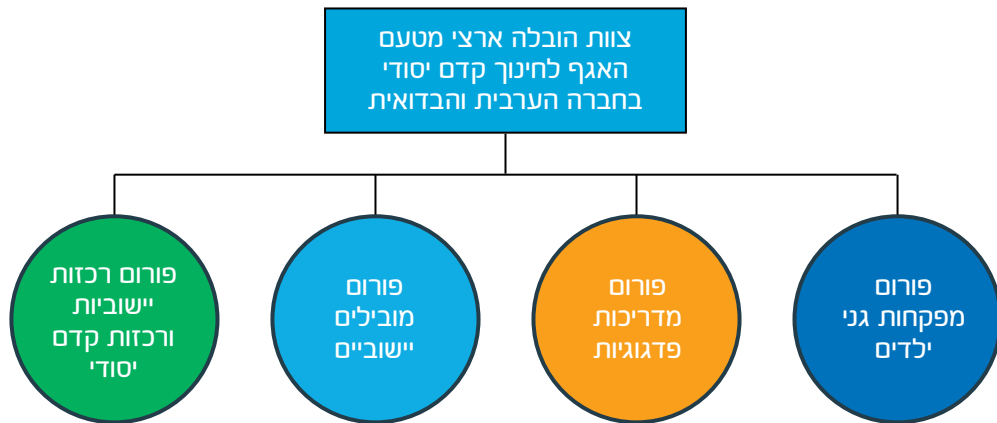 צוות הובלה ארצי מטעם
האגף לחינוך קדם יסודי
בחברה הערבית והבדואית
פורום
מפקחות גני
ילדים
פורום
מדריכות
פדגוגיות
פורום
מובילים
יישוביים
פורום רכזות
יישוביות
ורכזות קדם
יסודי